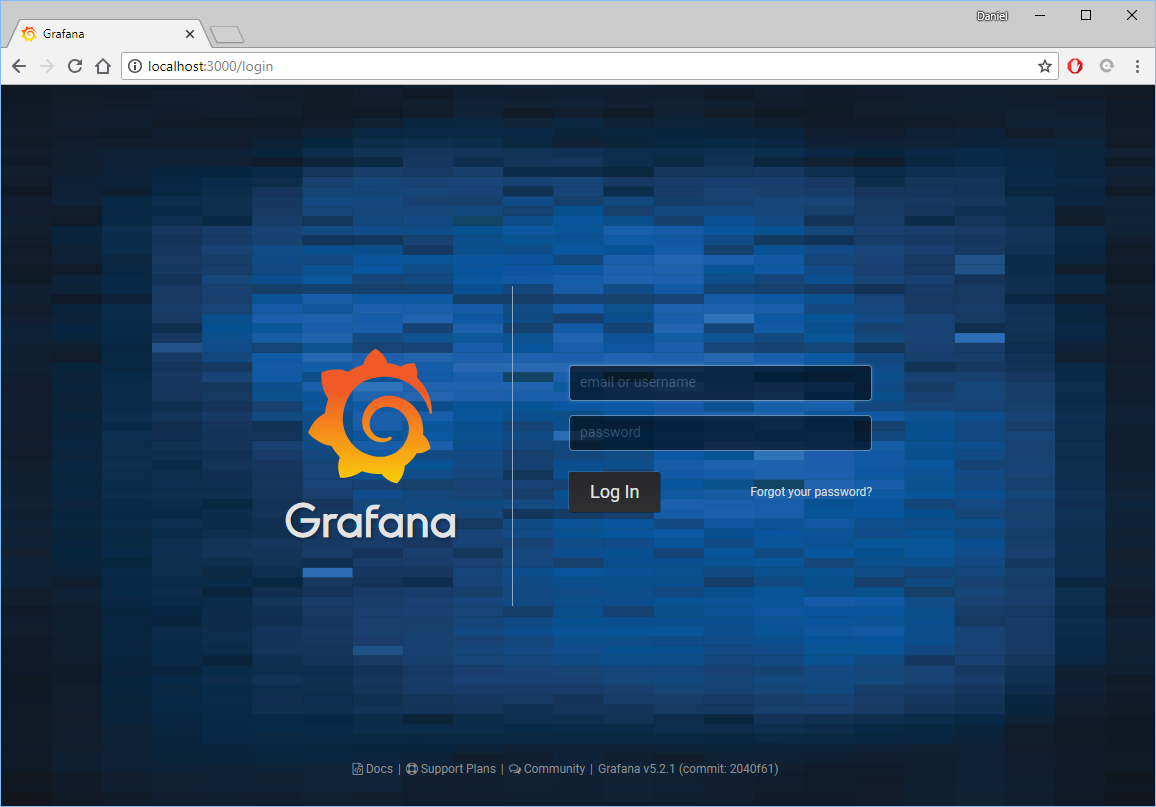 Daniel
Grafana
localhost:3000/login
email or username
password
Log In
Forgot your password?
Grafana
Docs | Support Plans | Community | Grafana v5.2.1 (commit: 2040f61)